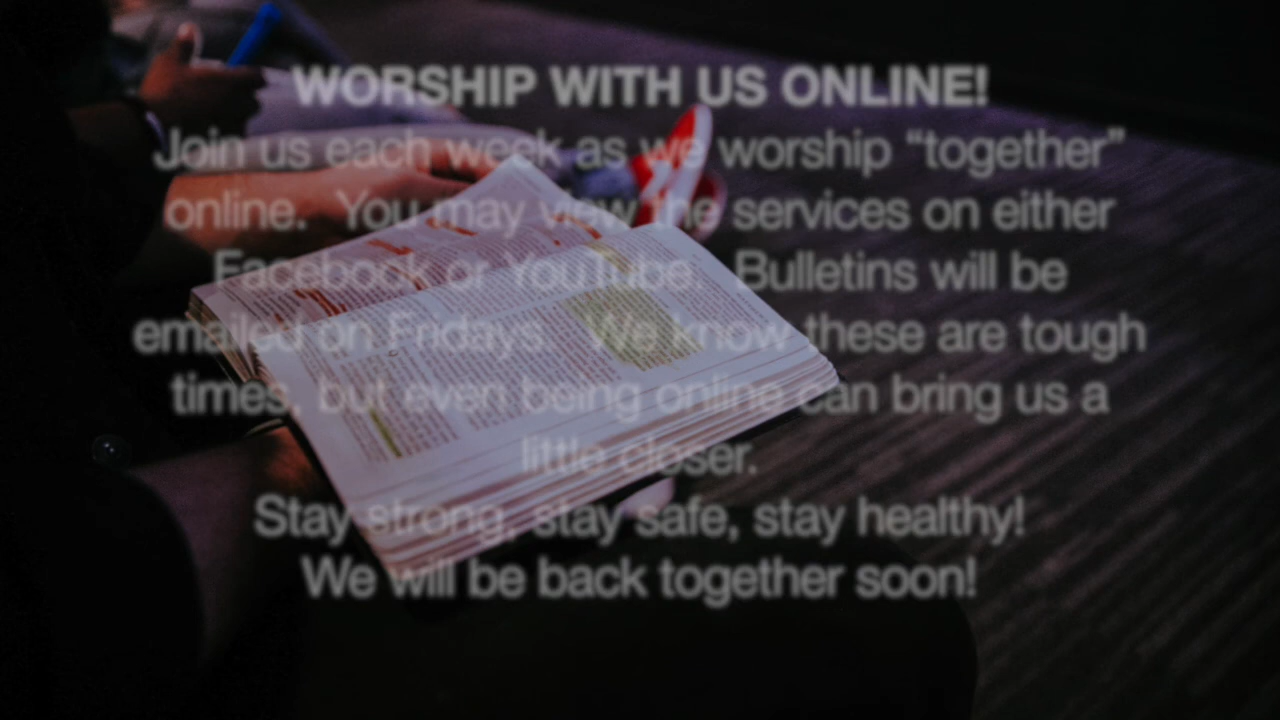 WORSHIP WITH US ONLINE!
Join us each week as we worship “together”
online.  You may view the services on either
Facebook or YouTube.  Bulletins will be
emailed on Fridays.  We know these are tough
times, but even being online can bring us a
little closer.
Stay strong, stay safe, stay healthy!
We will be back together soon!